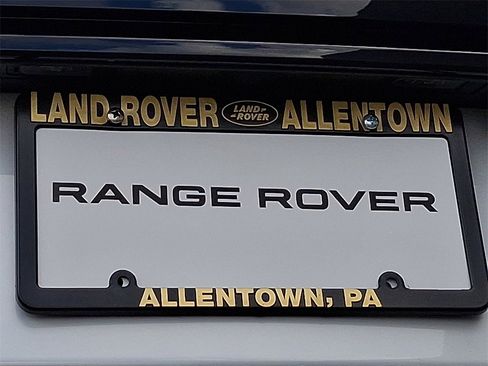 LAND ROVER LAND-ROVER ALLENTOWN
RANGE ROVER
ALLENTOWN, PA